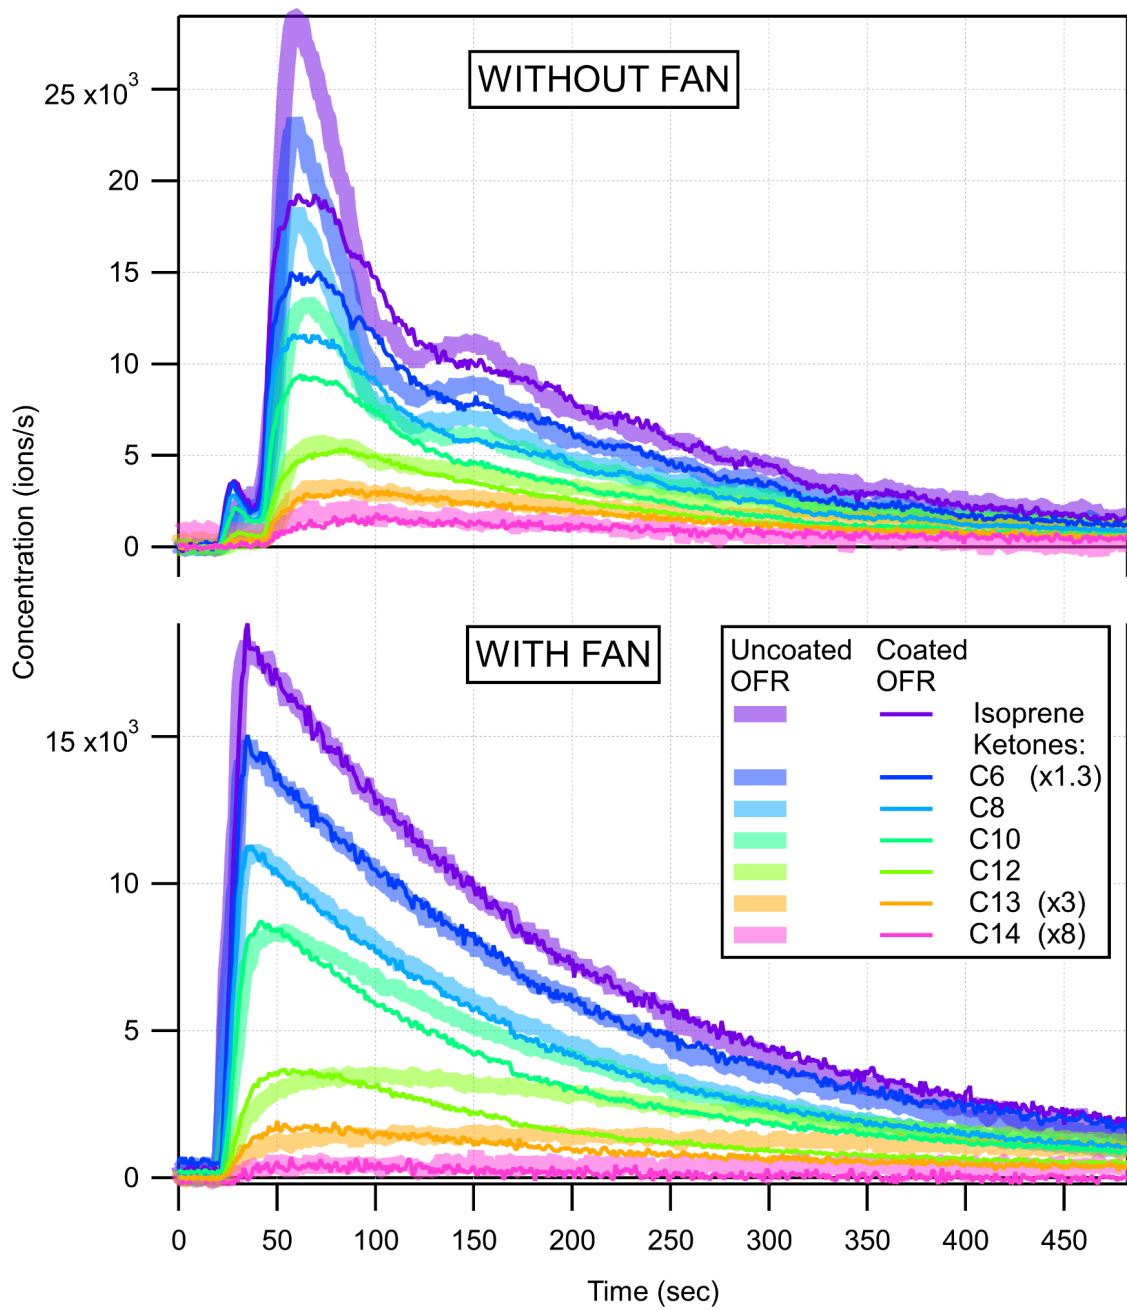 WITHOUT FAN
25 x10³
20
15
10
5
0
Concentration (ions/s)
WITH FAN
15 x10³
10
5
0
Uncoated Coated
OFR OFR
Isoprene
Ketones:
C6 (x1.3)
C8
C10
C12
C13 (x3)
C14 (x8)
0 50 100 150 200 250 300 350 400 450
Time (sec)